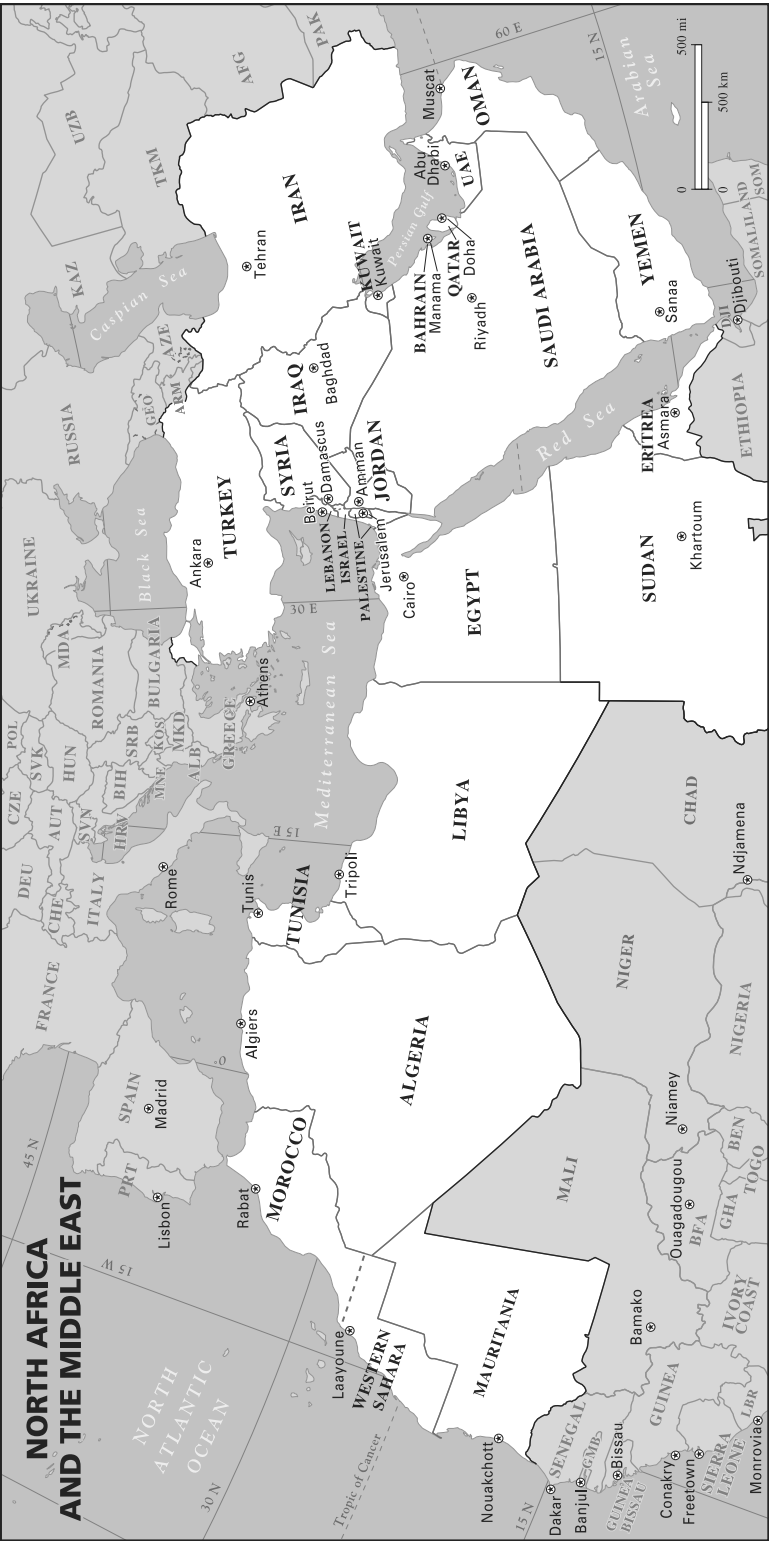 NORTH AFRICA
AND THE MIDDLE EAST
NORTH
ATLANTIC
OCEAN
15 W
45 N
30 N
15 N
Tropic of Cancer
0°
15 E
30 E
60 E
15 N
0
500 km
0
500 mi
PRT
Lisbon
SPAIN
Madrid
FRANCE
CHE
DEU
ITALY
Rome
AUT
CZE
SVN
HRV
BIH
HUN
SVK
POL
MNE
SRB
KOS
ALB
MKD
GREECE
Athens
ROMANIA
MDA
BULGARIA
UKRAINE
RUSSIA
Black Sea
GEO
ARM
AZE
Caspian Sea
KAZ
UZB
TKM
AFG
PAK
Mediterranean Sea
Rabat
MOROCCO
Laayoune
WESTERN
SAHARA
MAURITANIA
Nouakchott
Algiers
ALGERIA
Tunis
TUNISIA
Tripoli
LIBYA
EGYPT
Cairo
SUDAN
Khartoum
ERITREA
Asmara
TURKEY
Ankara
SYRIA
Damascus
Beirut
LEBANON
ISRAEL
PALESTINE
Jerusalem
Amman
JORDAN
IRAQ
Baghdad
IRAN
Tehran
KUWAIT
Kuwait
Persian Gulf
BAHRAIN
Manama
QATAR
Doha
Riyadh
SAUDI ARABIA
Abu
Dhabi
UAE
Muscat
OMAN
YEMEN
Sanaa
Red Sea
Arabian
Sea
DJI
Djibouti
SOMALILAND
SOM
ETHIOPIA
CHAD
Ndjamena
NIGER
Niamey
NIGERIA
BEN
TOGO
GHA
BFA
Ouagadougou
MALI
Bamako
IVORY
COAST
GUINEA
Conakry
SIERRA
LEONE
Freetown
LBR
Monrovia
SENEGAL
Dakar
GMB
Banjul
GUINEA
BISSAU
Bissau